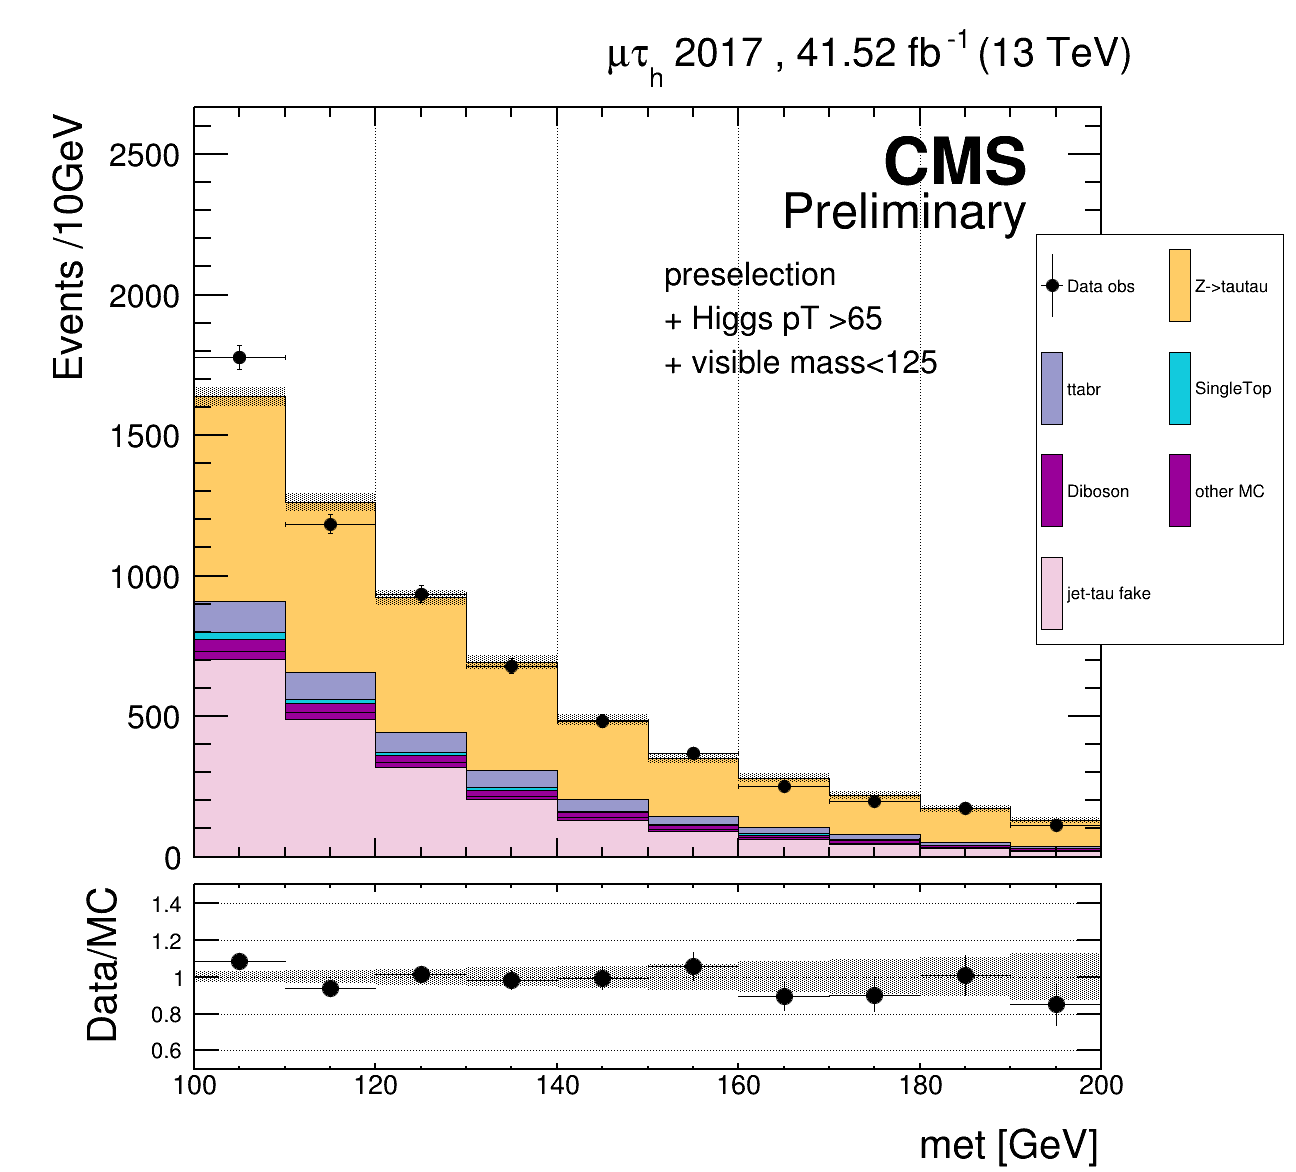 μτh 2017 , 41.52 fb-1 (13 TeV)
Events /10GeV
2500
2000
1500
1000
500
0
CMS
Preliminary
preselection
+ Higgs pT >65
+ visible mass<125
Data obs
Z->tautau
ttabr
SingleTop
Diboson
other MC
jet-tau fake
Data/MC
1.4
1.2
1
0.8
0.6
100 120 140 160 180 200
met [GeV]